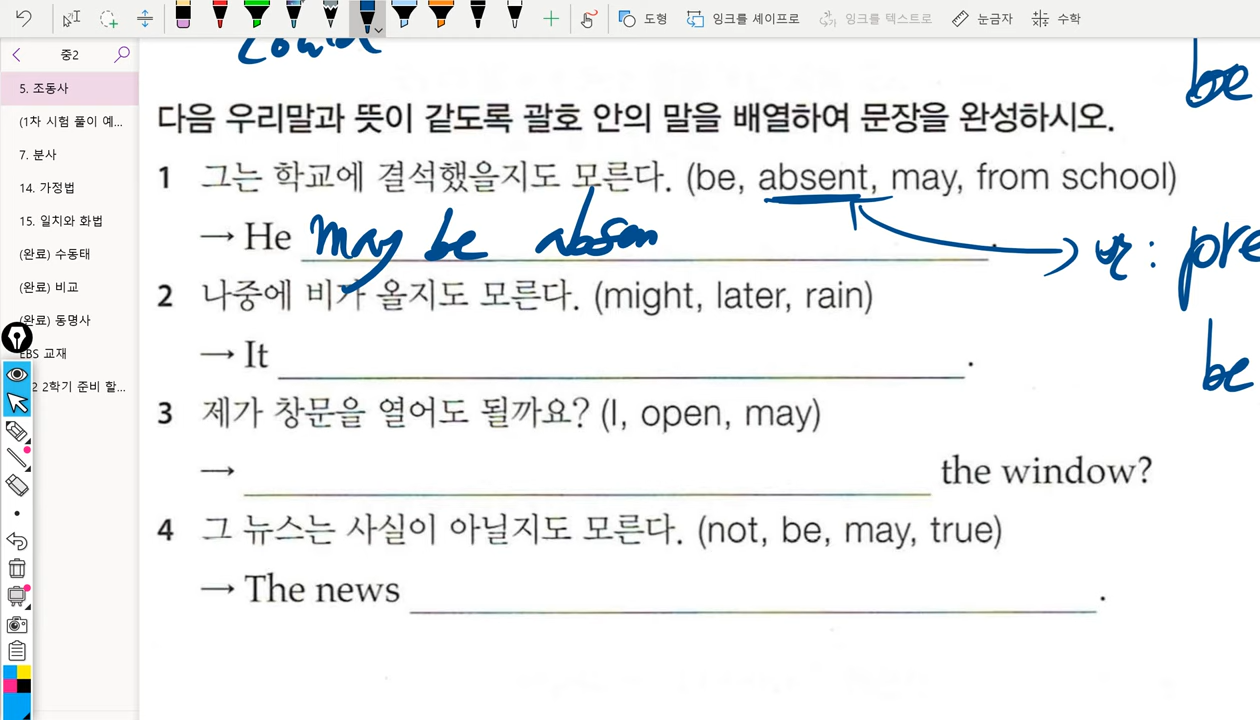 도형 잉크를 셰이프로 잉크를 텍스트로 눈금자 수학
중2
5. 조동사
(1차 시험 풀이 예...
7. 분사
14. 가정법
15. 일치와 화법
(완료) 수동태
(완료) 비교
(완료) 동명사
EBS 교재
2 2학기 준비 할...
be
다음 우리말과 뜻이 같도록 괄호 안의 말을 배열하여 문장을 완성하시오.
1 그는 학교에 결석했을지도 모른다. (be, absent, may, from school)
→ He may be absen .
반 : pre
2 나중에 비가 올지도 모른다. (might, later, rain)
→ It .
be
3 제가 창문을 열어도 될까요? (I, open, may)
→ the window?
4 그 뉴스는 사실이 아닐지도 모른다. (not, be, may, true)
→ The news .